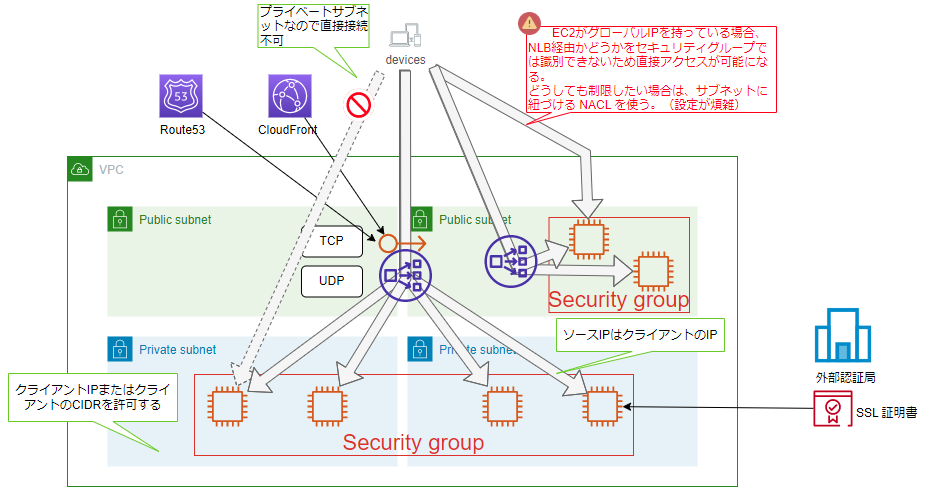 プライベートサブネ
ットなので直接接続
不可
devices
EC2がグローバルIPを持っている場合、
NLB経由かどうかをセキュリティグループで
は識別できないため直接アクセスが可能にな
る。
どうしても制限したい場合は、サブネットに
紐づける NACL を使う。（設定が煩雑）
53
Route53
CloudFront
VPC
Public subnet
Public subnet
TCP
UDP
Security group
ソースIPはクライアントのIP
Private subnet
Private subnet
クライアントIPまたはクライ
アントのCIDRを許可する
Security group
外部認証局
SSL 証明書